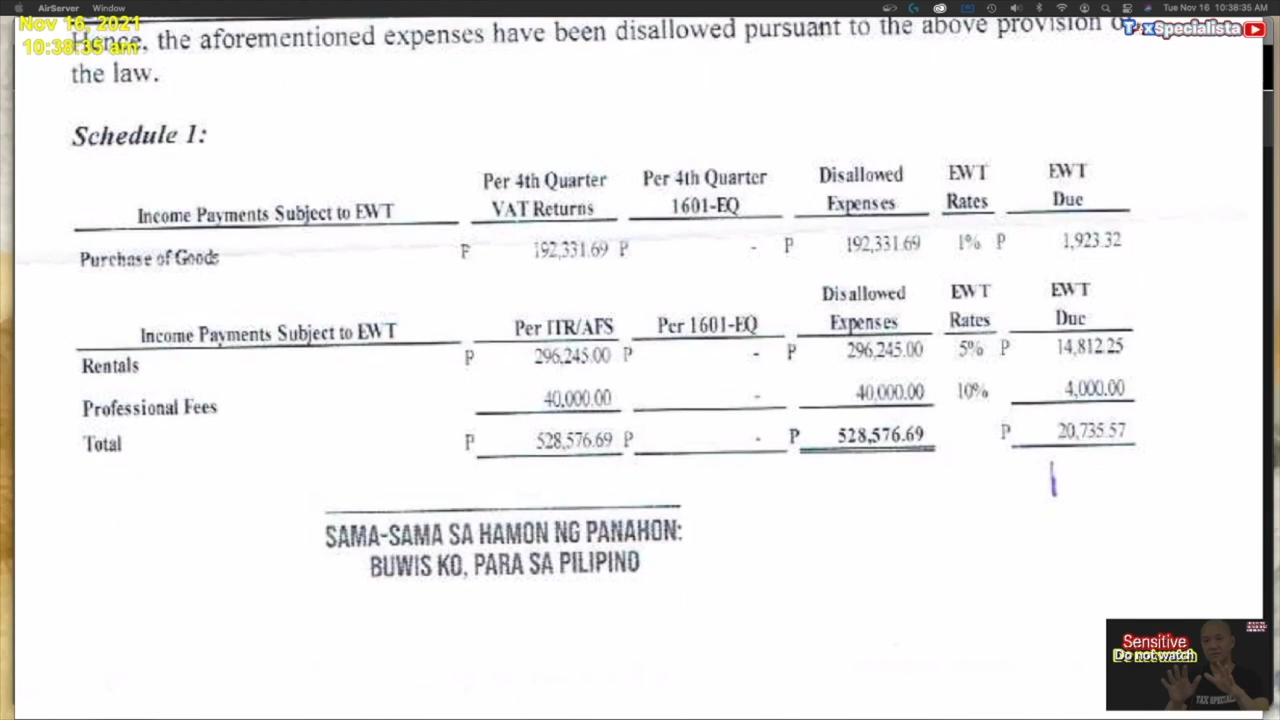 AirServer Window Tue Nov 16 10:38:35 AM
Nov 16, 2021
10:38:35 am
TaxSpecialista
Hence, the aforementioned expenses have been disallowed pursuant to the above provision of
the law.
Schedule 1:
Income Payments Subject to EWT Per 4th Quarter VAT Returns Per 4th Quarter 1601-EQ Disallowed Expenses EWT Rates EWT Due
Purchase of Goods P 192,331.69 P - P 192,331.69 1% P 1,923.32
Income Payments Subject to EWT Per ITR/AFS Per 1601-EQ Disallowed Expenses EWT Rates EWT Due
Rentals P 296,245.00 P - P 296,245.00 5% P 14,812.25
Professional Fees 40,000.00 - 40,000.00 10% 4,000.00
Total P 528,576.69 P - P 528,576.69 P 20,735.57
SAMA-SAMA SA HAMON NG PANAHON:
BUWIS KO, PARA SA PILIPINO
Sensitive
Do not watch